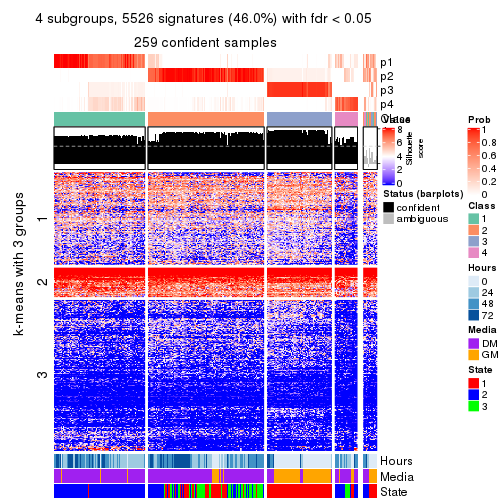 4 subgroups, 5526 signatures (46.0%) with fdr < 0.05
259 confident samples
p1
p2
p3
p4
Class
Value
8
6
4
2
0
Silhouette
score
Status (barplots)
confident
ambiguous
Prob
1
0.8
0.6
0.4
0.2
0
Class
1
2
3
4
Hours
0
24
48
72
Media
DM
GM
State
1
2
3
k-means with 3 groups
1
2
3
Hours
Media
State